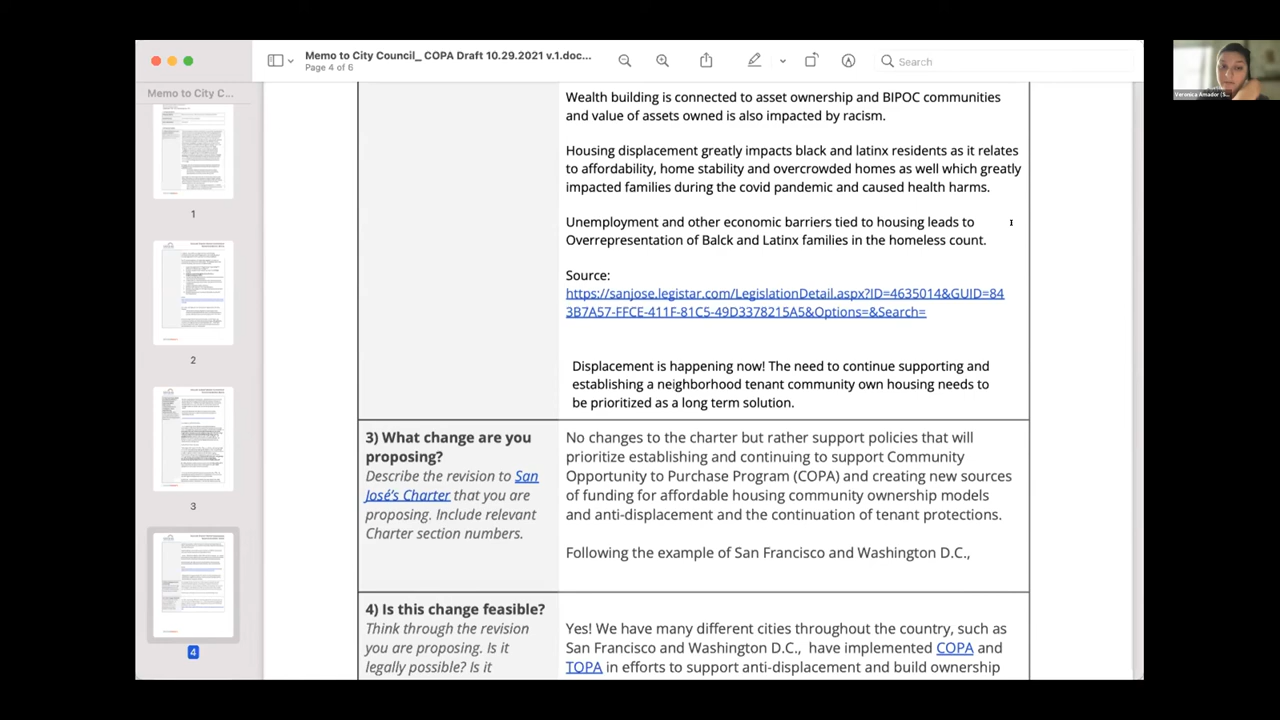 Memo to City Council_ COPA Draft 10.29.2021 v.1.doc...
Page 4 of 6
Search
Memo to City C...
1
2
3
4
Wealth building is connected to asset ownership and BIPOC communities
and value of assets owned is also impacted by racism.
Housing displacement greatly impacts black and latinx residents as it relates
to affordability, home stability and overcrowded homes as well which greatly
impacted families during the covid pandemic and caused health harms.
Unemployment and other economic barriers tied to housing leads to
Overrepresentation of Balck and Latinx families in the homeless count.
Source:
https://sanjose.legistar.com/LegislationDetail.aspx?ID=4635014&GUID=84
3B7A57-FFCE-411F-81C5-49D3378215A5&Options=&Search=
Displacement is happening now! The need to continue supporting and
establishing a neighborhood tenant community own housing needs to
be prioritized as a long term solution.
3) What change are you
proposing?
Describe the revision to San
José's Charter that you are
proposing. Include relevant
Charter section numbers.
No changes to the charter but rather support policies that will
prioritize establishing and continuing to support Community
Opportunity to Purchase Program (COPA) and creating new sources
of funding for affordable housing community ownership models
and anti-displacement and the continuation of tenant protections.
Following the example of San Francisco and Washington D.C.,
4) Is this change feasible?
Think through the revision
you are proposing. Is it
legally possible? Is it
Yes! We have many different cities throughout the country, such as
San Francisco and Washington D.C., have implemented COPA and
TOPA in efforts to support anti-displacement and build ownership
Veronica Amador (S...